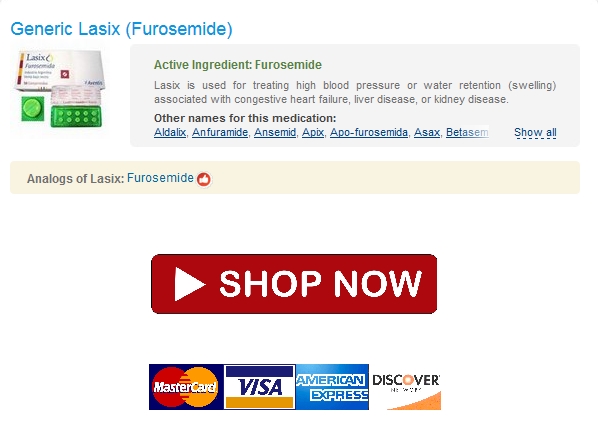 Generic Lasix (Furosemide)
Lasix
Furosemide
Aventis
Active Ingredient: Furosemide
Lasix is used for treating high blood pressure or water retention (swelling)
associated with congestive heart failure, liver disease, or kidney disease.
Other names for this medication:
Aldalix, Anfuramide, Ansemid, Apix, Apo-furosemida, Asax, Betasem
Show all
Analogs of Lasix: Furosemide
SHOP NOW
MasterCard
VISA
AMERICAN
EXPRESS
DISCOVER
NETWORK